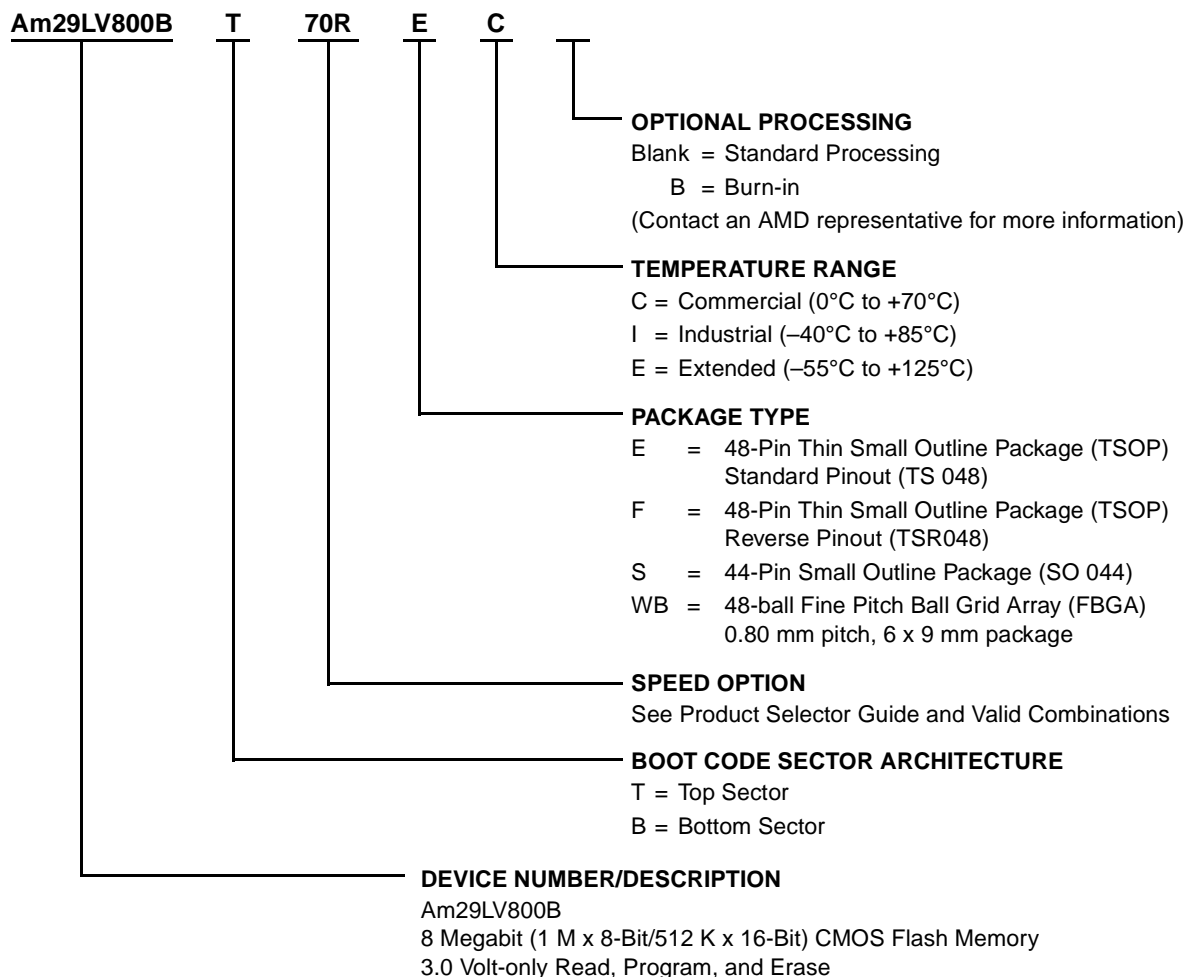 Am29LV800B T 70R E C
OPTIONAL PROCESSING
Blank = Standard Processing
B = Burn-in
(Contact an AMD representative for more information)
TEMPERATURE RANGE
C = Commercial (0°C to +70°C)
I = Industrial (–40°C to +85°C)
E = Extended (–55°C to +125°C)
PACKAGE TYPE
E = 48-Pin Thin Small Outline Package (TSOP)
Standard Pinout (TS 048)
F = 48-Pin Thin Small Outline Package (TSOP)
Reverse Pinout (TSR048)
S = 44-Pin Small Outline Package (SO 044)
WB = 48-ball Fine Pitch Ball Grid Array (FBGA)
0.80 mm pitch, 6 x 9 mm package
SPEED OPTION
See Product Selector Guide and Valid Combinations
BOOT CODE SECTOR ARCHITECTURE
T = Top Sector
B = Bottom Sector
DEVICE NUMBER/DESCRIPTION
Am29LV800B
8 Megabit (1 M x 8-Bit/512 K x 16-Bit) CMOS Flash Memory
3.0 Volt-only Read, Program, and Erase